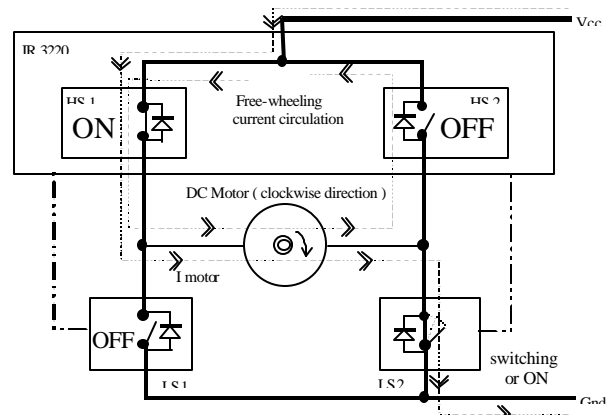 Vcc
IR 3220
HS 1
HS 2
ON
Free-wheeling
current circulation
OFF
DC Motor ( clockwise direction )
I motor
OFF
LS1
LS2
switching
or ON
Gnd